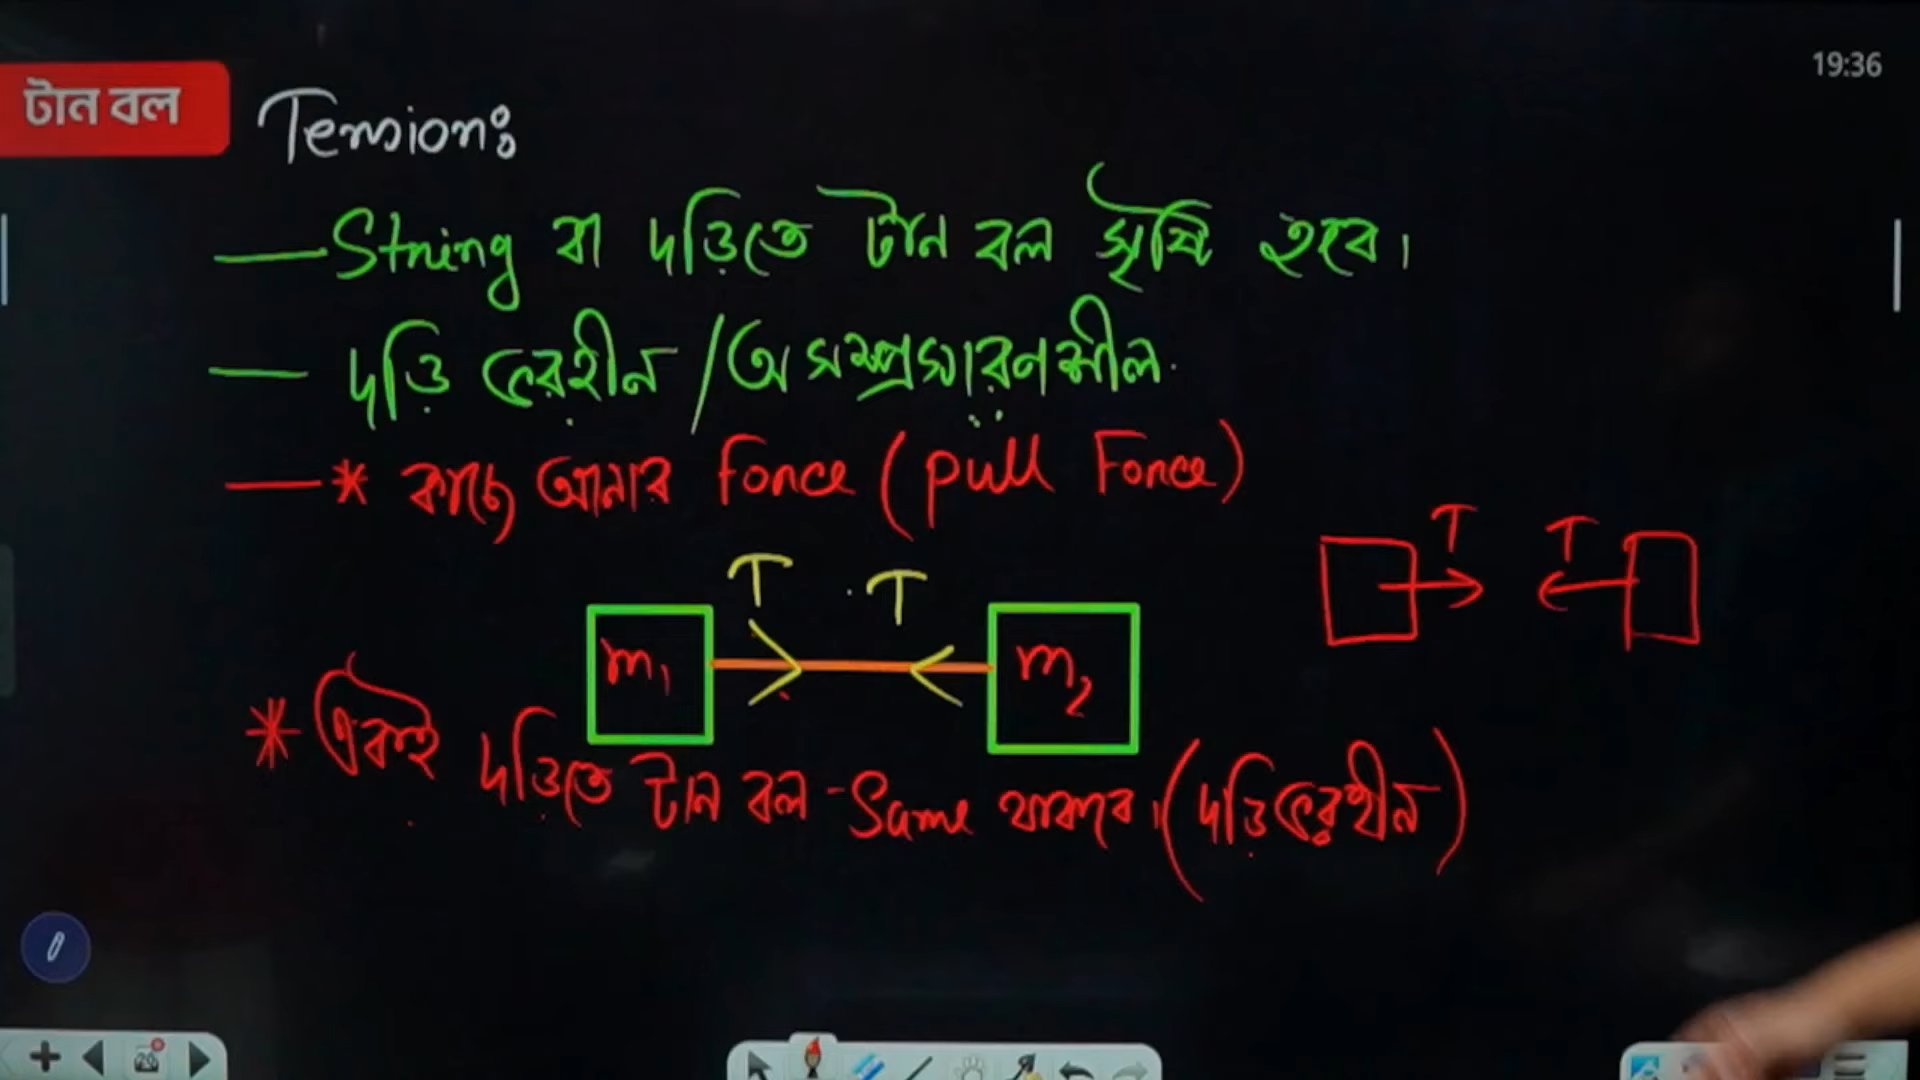 19:36
টান বল Tension:
— String বা দড়িতে টান বল সৃষ্টি হবে।
— দড়ি ভরহীন / অসম্প্রসারণশীল.
— * কাছে আনার Force (Pull Force)
T T
T T
m₁ m₂
* একই দড়িতে টান বল - Same থাকবে। (দড়ি ভরহীন)